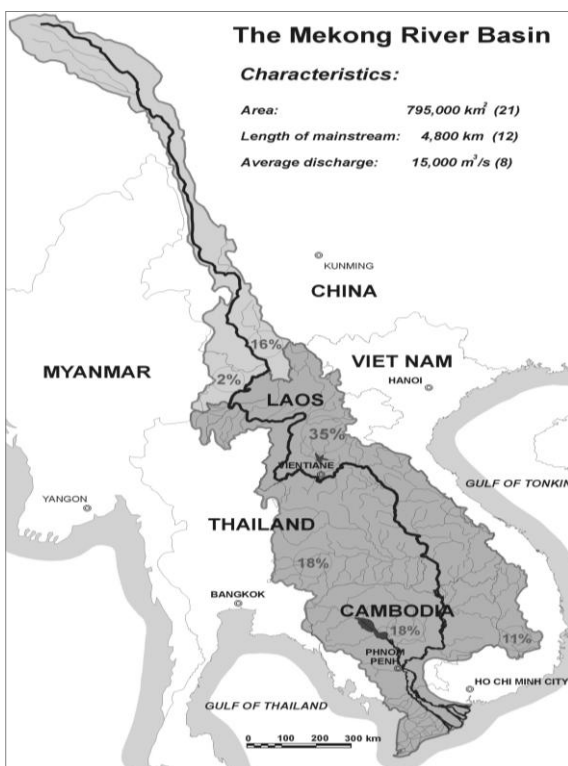 The Mekong River Basin
Characteristics:
Area: 795,000 km² (21)
Length of mainstream: 4,800 km (12)
Average discharge: 15,000 m³/s (8)
KUNMING
CHINA
16%
MYANMAR
VIET NAM
2%
HANOI
LAOS
35%
VIENTIANE
GULF OF TONKIN
YANGON
THAILAND
18%
BANGKOK
CAMBODIA
18%
11%
PHNOM
PENH
HO CHI MINH CITY
GULF OF THAILAND
0 100 200 300 km